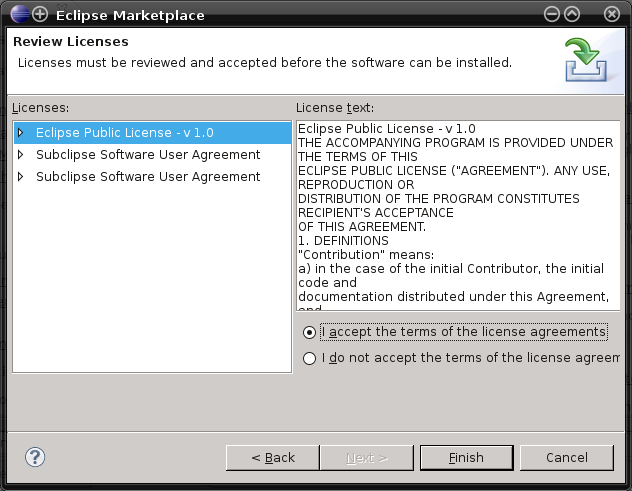 Eclipse Marketplace
Review Licenses
Licenses must be reviewed and accepted before the software can be installed.
Licenses:
Eclipse Public License - v 1.0
Subclipse Software User Agreement
Subclipse Software User Agreement
License text:
Eclipse Public License - v 1.0
THE ACCOMPANYING PROGRAM IS PROVIDED UNDER
THE TERMS OF THIS
ECLIPSE PUBLIC LICENSE ("AGREEMENT"). ANY USE,
REPRODUCTION OR
DISTRIBUTION OF THE PROGRAM CONSTITUTES
RECIPIENT'S ACCEPTANCE
OF THIS AGREEMENT.
1. DEFINITIONS
"Contribution" means:
a) in the case of the initial Contributor, the initial
code and
documentation distributed under this Agreement,
and
I accept the terms of the license agreements
I do not accept the terms of the license agreem
?
< Back
Next >
Finish
Cancel